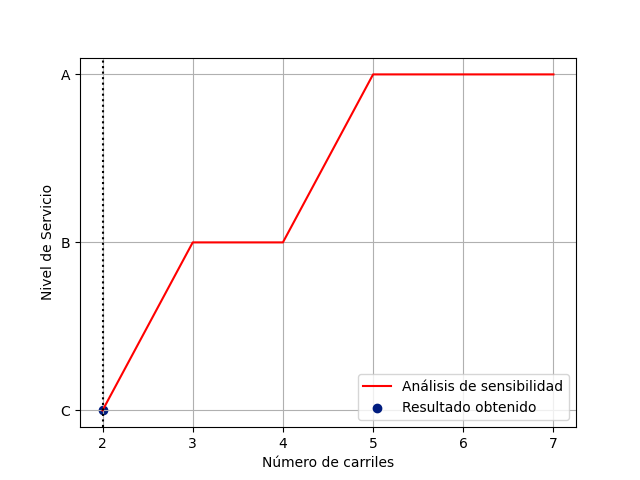 A
B
C
Nivel de Servicio
Análisis de sensibilidad
Resultado obtenido
2 3 4 5 6 7
Número de carriles